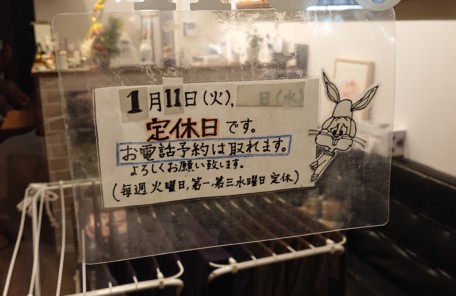 1月11日(火)、 日(水)
定休日です。
お電話予約は取れます。
よろしくお願い致します。
(毎週火曜日,第一,第三水曜日定休)